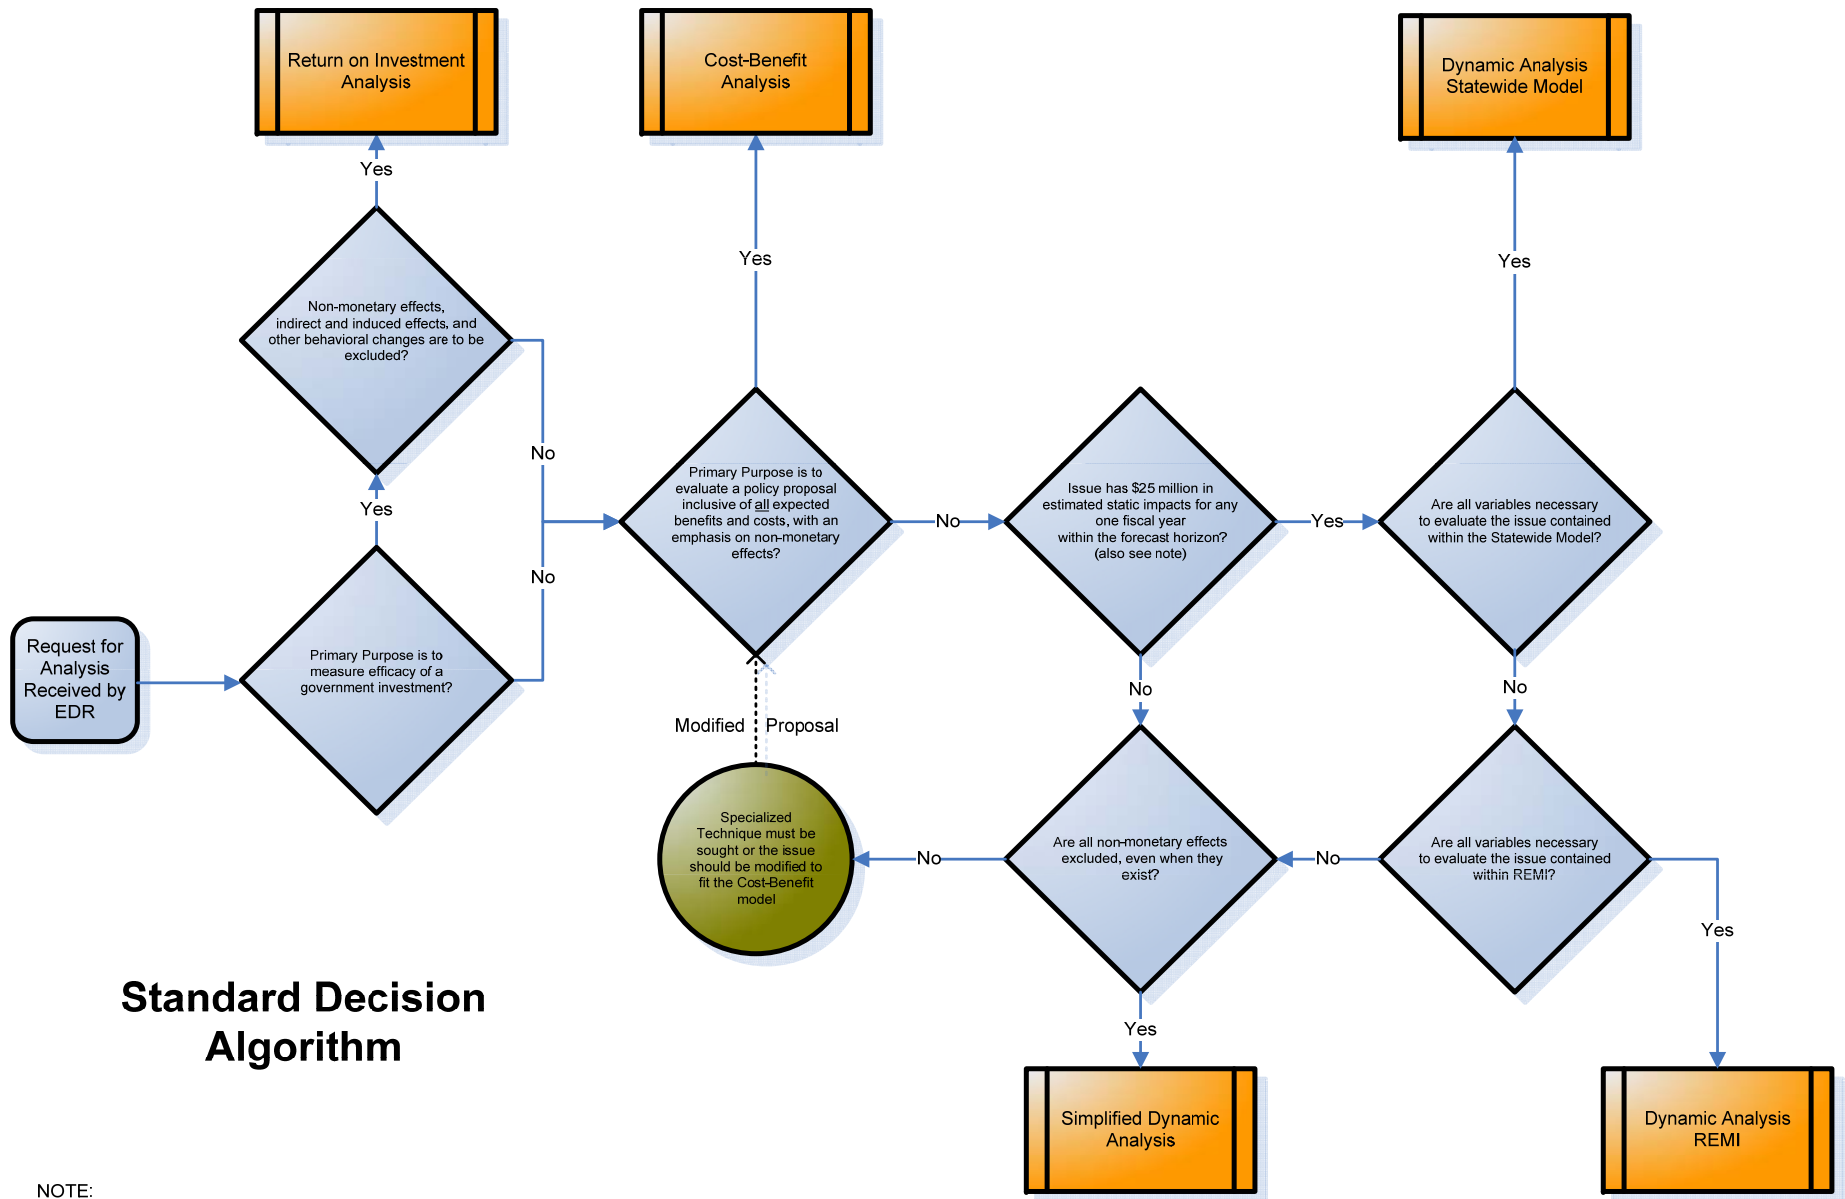 Return on Investment
Analysis
Cost-Benefit
Analysis
Dynamic Analysis
Statewide Model
Yes
Yes
Yes
Non-monetary effects,
indirect and induced effects, and
other behavioral changes are to be
excluded?
No
Yes
Primary Purpose is to
evaluate a policy proposal
inclusive of all expected
benefits and costs, with an
emphasis on non-monetary
effects?
No
Issue has $25 million in
estimated static impacts for any
one fiscal year
within the forecast horizon?
(also see note)
Yes
Are all variables necessary
to evaluate the issue contained
within the Statewide Model?
No
Request for
Analysis
Received by
EDR
Primary Purpose is to
measure efficacy of a
government investment?
No
No
Modified Proposal
Specialized
Technique must be
sought or the issue
should be modified to
fit the Cost-Benefit
model
No
Are all non-monetary effects
excluded, even when they
exist?
No
Are all variables necessary
to evaluate the issue contained
within REMI?
Yes
Standard Decision
Algorithm
Yes
Simplified Dynamic
Analysis
Dynamic Analysis
REMI
NOTE: